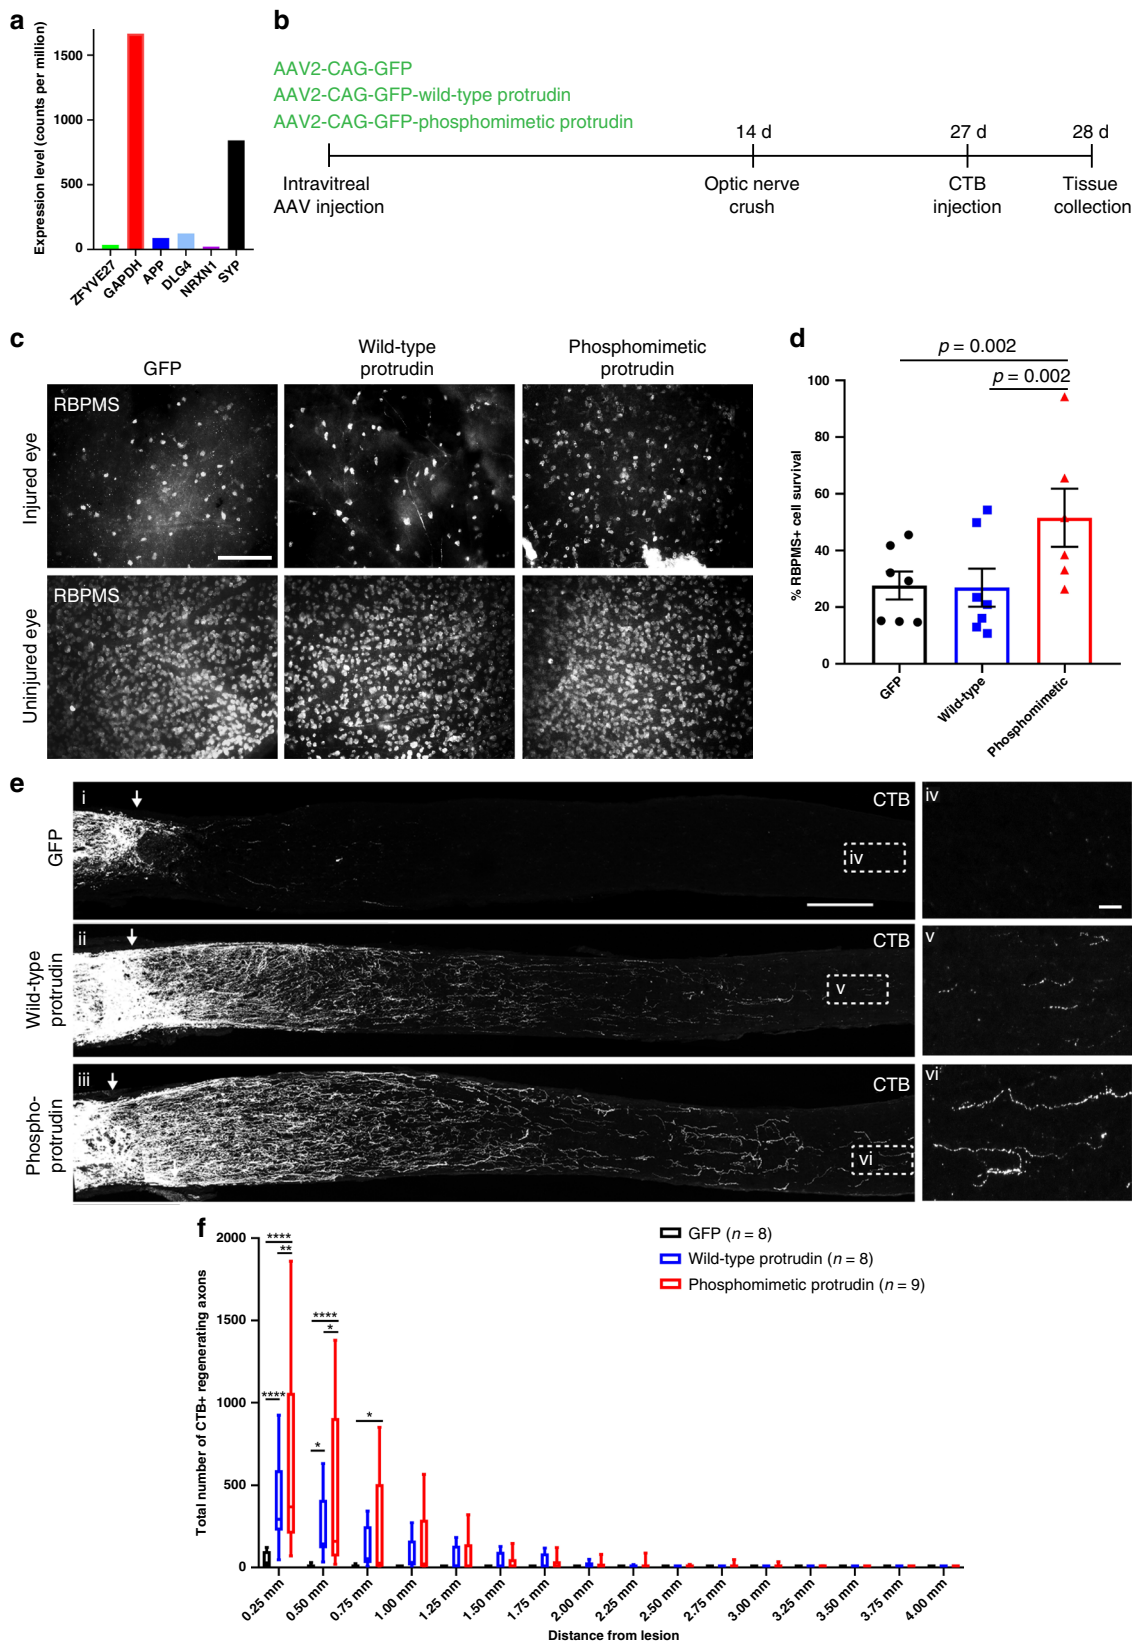 a
Expression level (counts per million)
1500
1000
500
0
ZFYVE27
GAPDH
APP
DLG4
NRXN1
SYP
b
AAV2-CAG-GFP
AAV2-CAG-GFP-wild-type protrudin
AAV2-CAG-GFP-phosphomimetic protrudin
14 d
27 d
28 d
Intravitreal
AAV injection
Optic nerve
crush
CTB
injection
Tissue
collection
c
GFP
Wild-type
protrudin
Phosphomimetic
protrudin
Injured eye
RBPMS
Uninjured eye
RBPMS
d
p = 0.002
p = 0.002
% RBPMS+ cell survival
100
80
60
40
20
0
GFP
Wild-type
Phosphomimetic
e
GFP
i
CTB
iv
iv
Wild-type
protrudin
ii
CTB
v
v
Phospho-
protrudin
iii
CTB
vi
vi
f
Total number of CTB+ regenerating axons
2000
1500
1000
500
0
****
**
****
****
*
*
*
GFP (n = 8)
Wild-type protrudin (n = 8)
Phosphomimetic protrudin (n = 9)
0.25 mm
0.50 mm
0.75 mm
1.00 mm
1.25 mm
1.50 mm
1.75 mm
2.00 mm
2.25 mm
2.50 mm
2.75 mm
3.00 mm
3.25 mm
3.50 mm
3.75 mm
4.00 mm
Distance from lesion